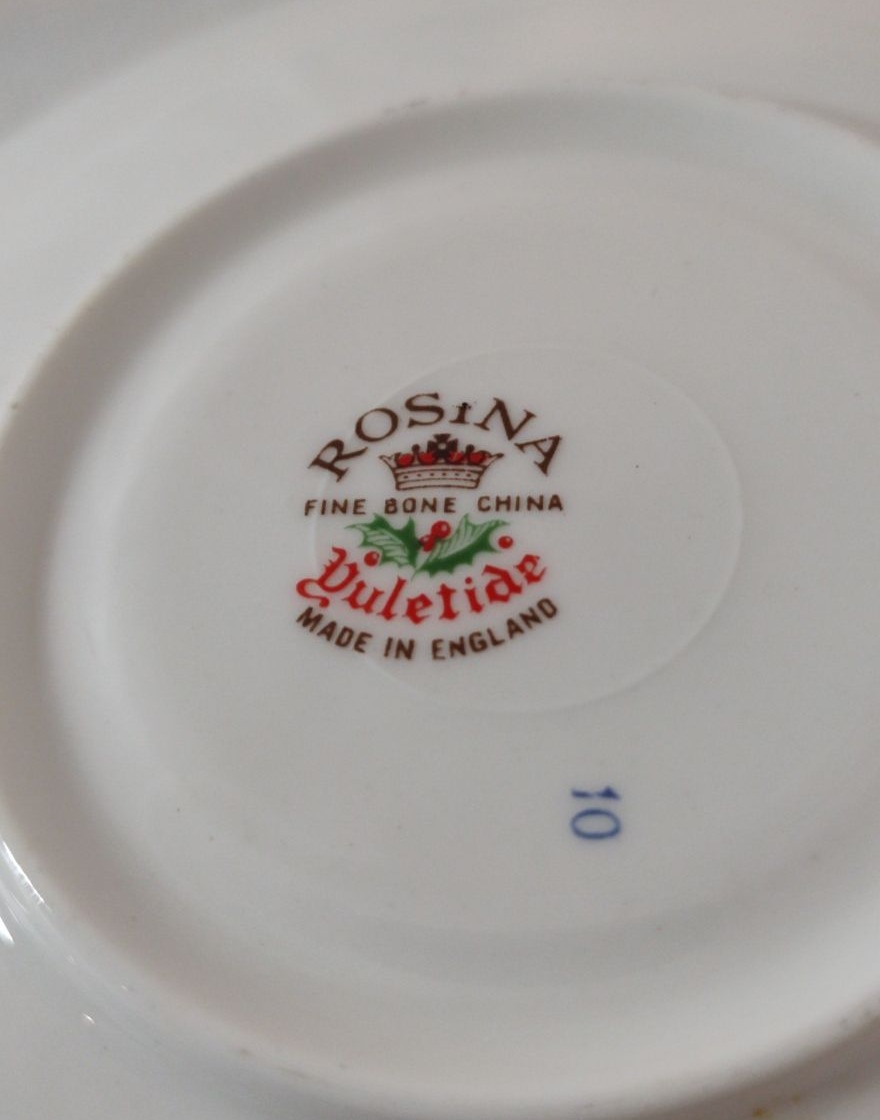 ROSiNA
FINE BONE CHINA
Yuletide
MADE IN ENGLAND
10